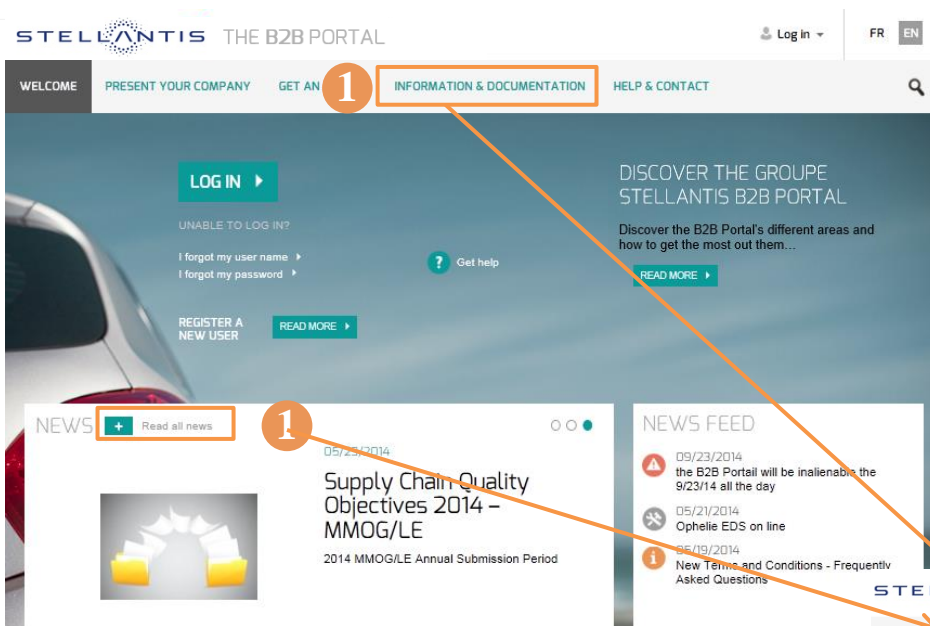 STELLANTIS THE B2B PORTAL
Log in
FR EN
WELCOME PRESENT YOUR COMPANY GET AN 1 INFORMATION & DOCUMENTATION HELP & CONTACT
LOG IN
UNABLE TO LOG IN?
I forgot my user name
I forgot my password
? Get help
REGISTER A
NEW USER
READ MORE
DISCOVER THE GROUPE
STELLANTIS B2B PORTAL
Discover the B2B Portal's different areas and
how to get the most out them...
READ MORE
NEWS + Read all news 1
05/23/2014
Supply Chain Quality
Objectives 2014 –
MMOG/LE
2014 MMOG/LE Annual Submission Period
NEWS FEED
09/23/2014
the B2B Portail will be inalienable the
9/23/14 all the day
05/21/2014
Ophelie EDS on line
05/19/2014
New Terms and Conditions - Frequently
Asked Questions
STE